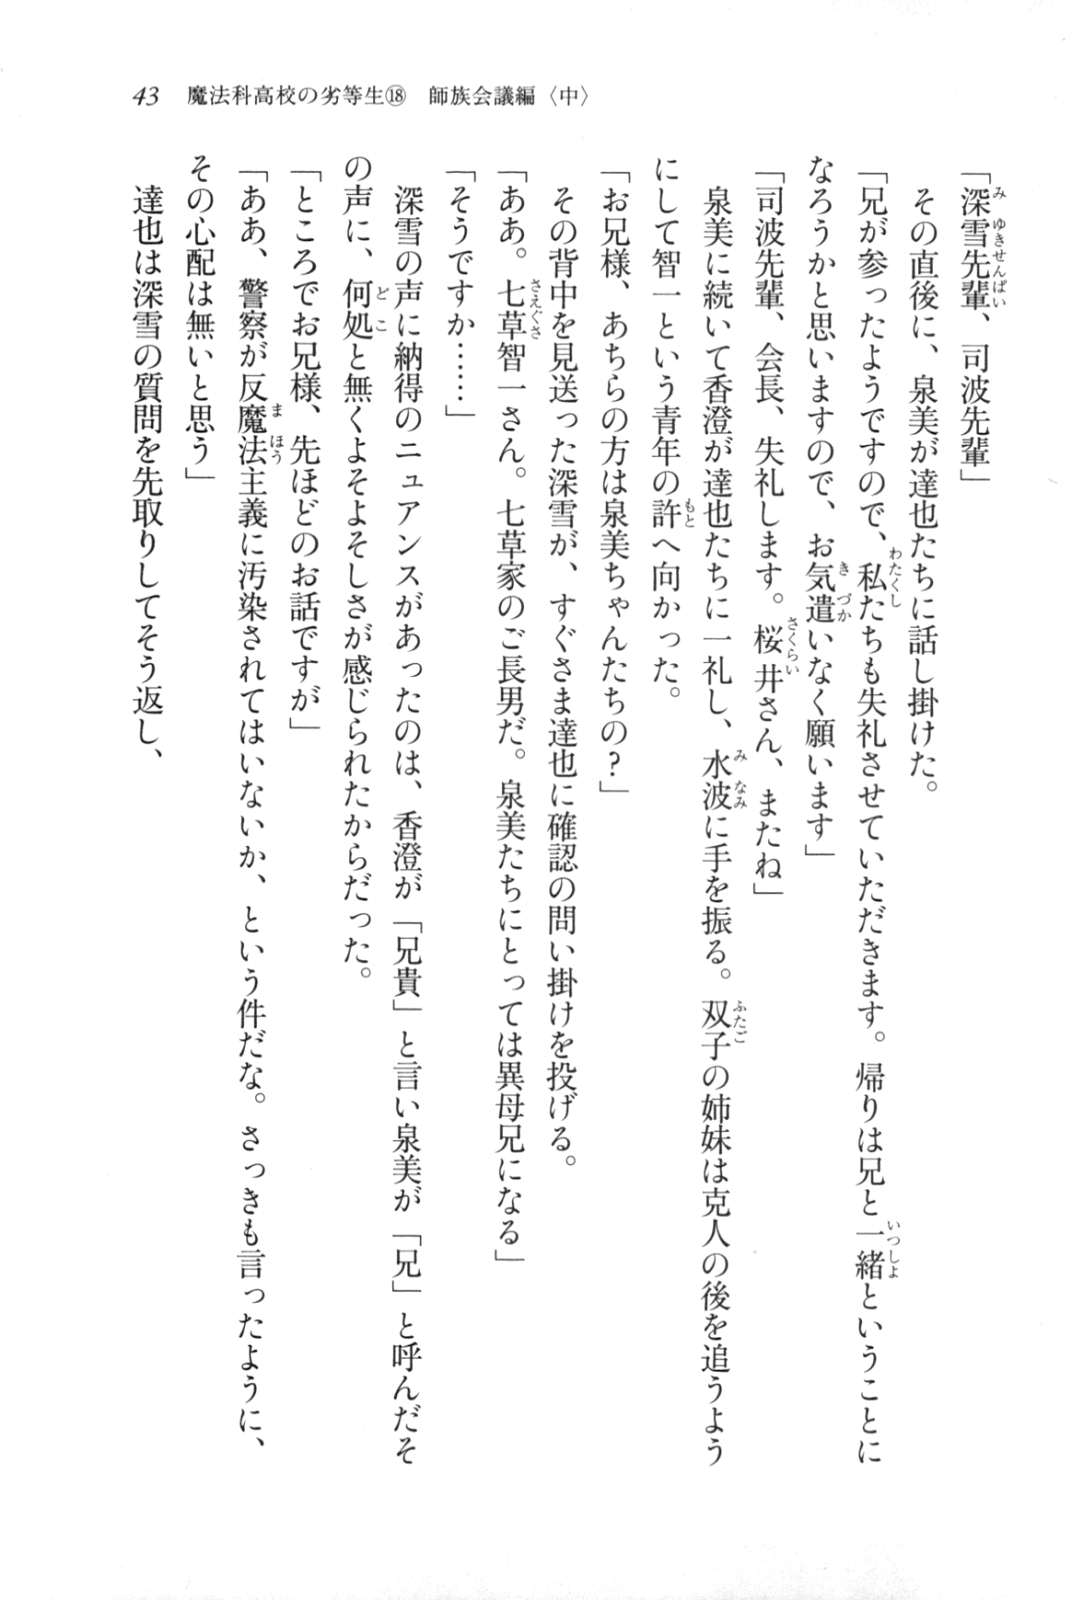 43 魔法科高校の劣等生⑱ 師族会議編〈中〉
「深雪先輩、司波先輩」
その直後に、泉美が達也たちに話し掛けた。
「兄が参ったようですので、私たちも失礼させていただきます。帰りは兄と一緒ということに
なろうかと思いますので、お気遣いなく願います」
「司波先輩、会長、失礼します。桜井さん、またね」
泉美に続いて香澄が達也たちに一礼し、水波に手を振る。双子の姉妹は克人の後を追うよう
にして智一という青年の許へ向かった。
「お兄様、あちらの方は泉美ちゃんたちの?」
その背中を見送った深雪が、すぐさま達也に確認の問い掛けを投げる。
「ああ。七草智一さん。七草家のご長男だ。泉美たちにとっては異母兄になる」
「そうですか……」
深雪の声に納得のニュアンスがあったのは、香澄が「兄貴」と言い泉美が「兄」と呼んだそ
の声に、何処と無くよそよそしさが感じられたからだった。
「ところでお兄様、先ほどのお話ですが」
「ああ、警察が反魔法主義に汚染されてはいないか、という件だな。さっきも言ったように、
その心配は無いと思う」
達也は深雪の質問を先取りしてそう返し、